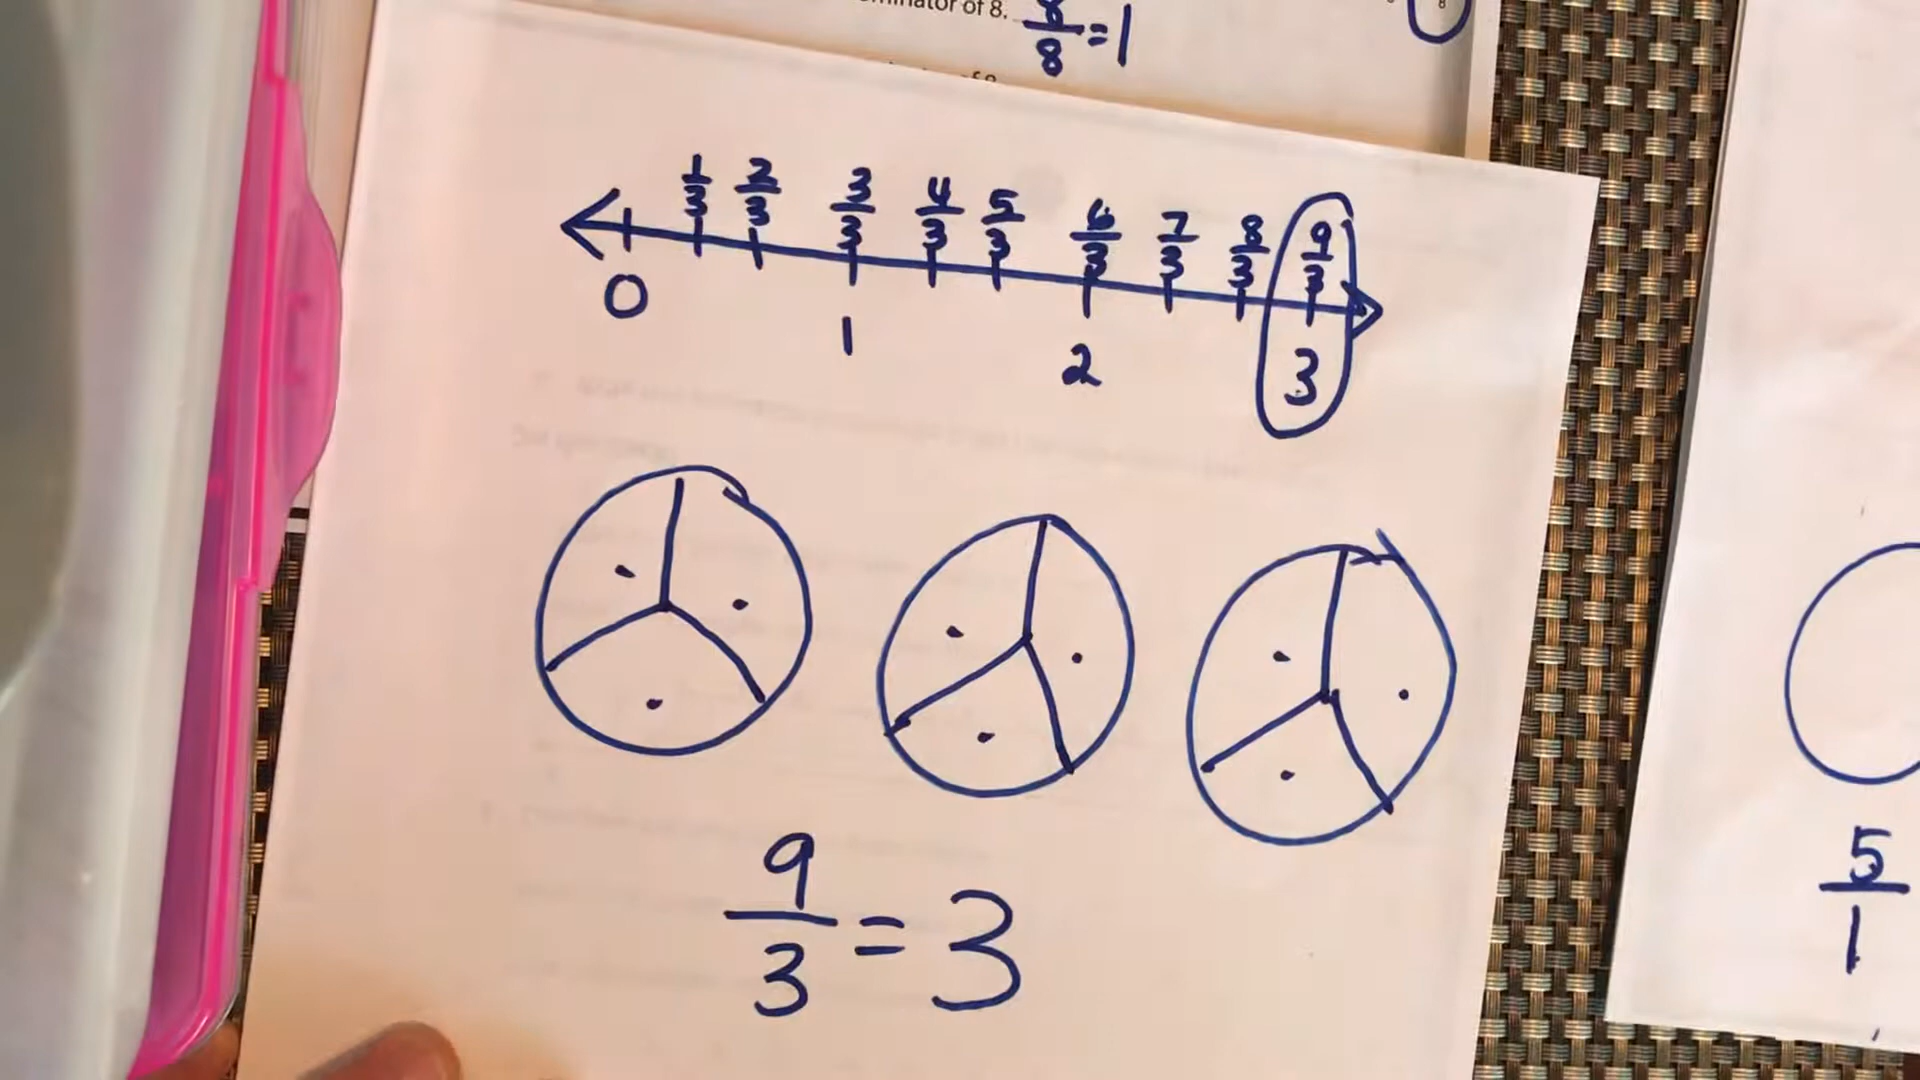 of 8. 8/8 = 1
8
1/3 2/3 3/3 4/3 5/3 6/3 7/3 8/3 9/3
0 1 2 3
9/3 = 3
5/1